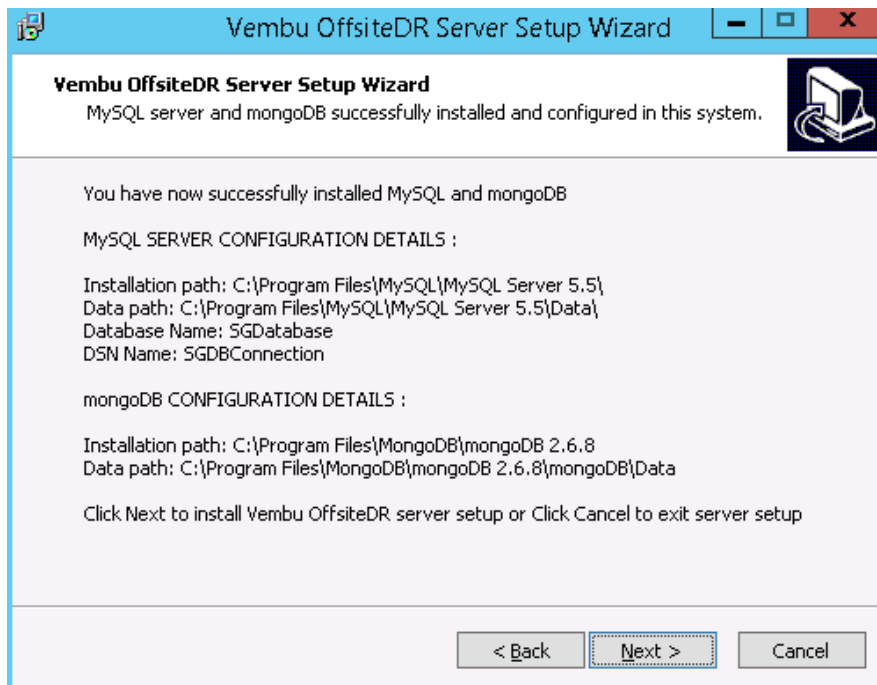 Vembu OffsiteDR Server Setup Wizard
Vembu OffsiteDR Server Setup Wizard
MySQL server and mongoDB successfully installed and configured in this system.
You have now successfully installed MySQL and mongoDB
MySQL SERVER CONFIGURATION DETAILS :
Installation path: C:\Program Files\MySQL\MySQL Server 5.5\
Data path: C:\Program Files\MySQL\MySQL Server 5.5\Data\
Database Name: SGDatabase
DSN Name: SGDBConnection
mongoDB CONFIGURATION DETAILS :
Installation path: C:\Program Files\MongoDB\mongoDB 2.6.8
Data path: C:\Program Files\MongoDB\mongoDB 2.6.8\mongoDB\Data
Click Next to install Vembu OffsiteDR server setup or Click Cancel to exit server setup
< Back Next > Cancel